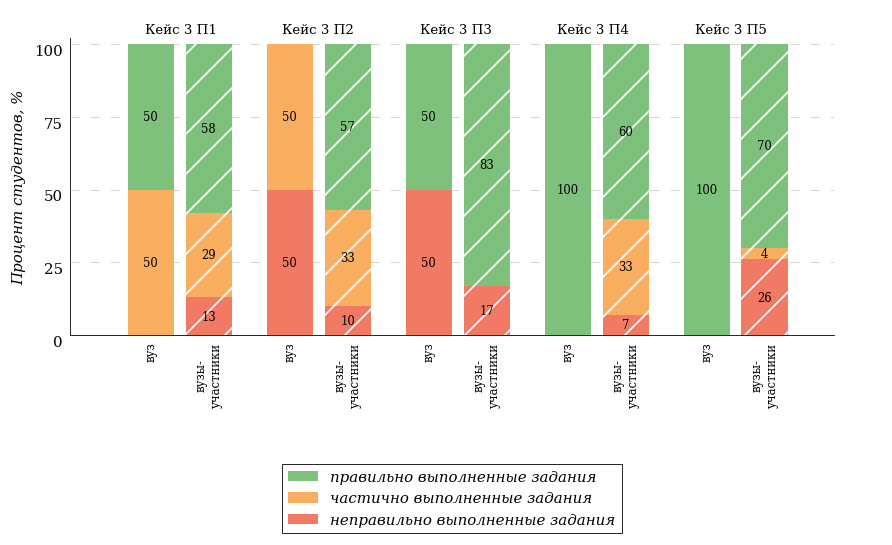 Кейс 3 П1 Кейс 3 П2 Кейс 3 П3 Кейс 3 П4 Кейс 3 П5
Процент студентов, %
100
75
50
25
0
50
50
58
29
13
50
50
57
33
10
50
50
83
17
100
60
33
7
100
70
4
26
вуз
вузы-
участники
вуз
вузы-
участники
вуз
вузы-
участники
вуз
вузы-
участники
вуз
вузы-
участники
правильно выполненные задания
частично выполненные задания
неправильно выполненные задания